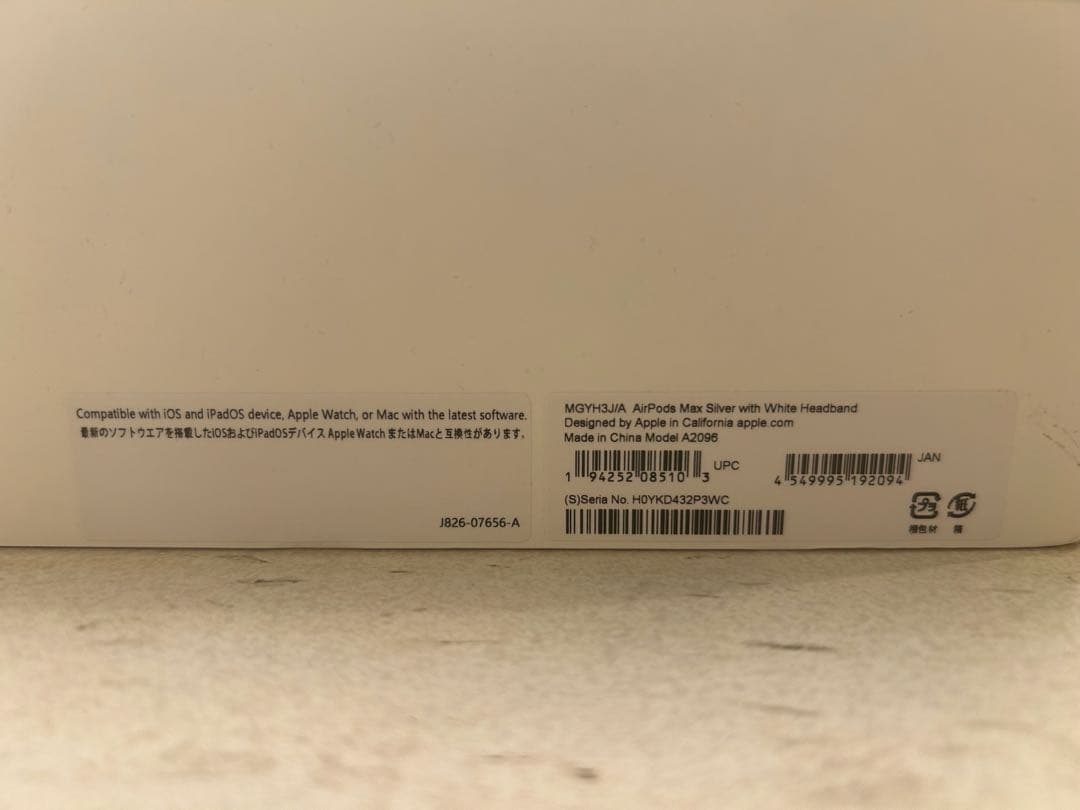 Compatible with iOS and iPadOS device, Apple Watch, or Mac with the latest software.
最新のソフトウエアを搭載したiOSおよびiPadOSデバイス Apple Watch またはMacと互換性があります.
J826-07656-A
MGYH3J/A AirPods Max Silver with White Headband
Designed by Apple in California apple.com
Made in China Model A2096
1 94252 08510 3 UPC
4 549995 192094 JAN
(S)Seria No. H0YKD432P3WC
プラ 紙
梱包材 箱